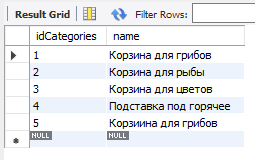 Result Grid Filter Rows:
idCategories name
1 Корзина для грибов
2 Корзина для рыбы
3 Корзина для цветов
4 Подставка под горячее
5 Корзиина для грибов
NULL NULL